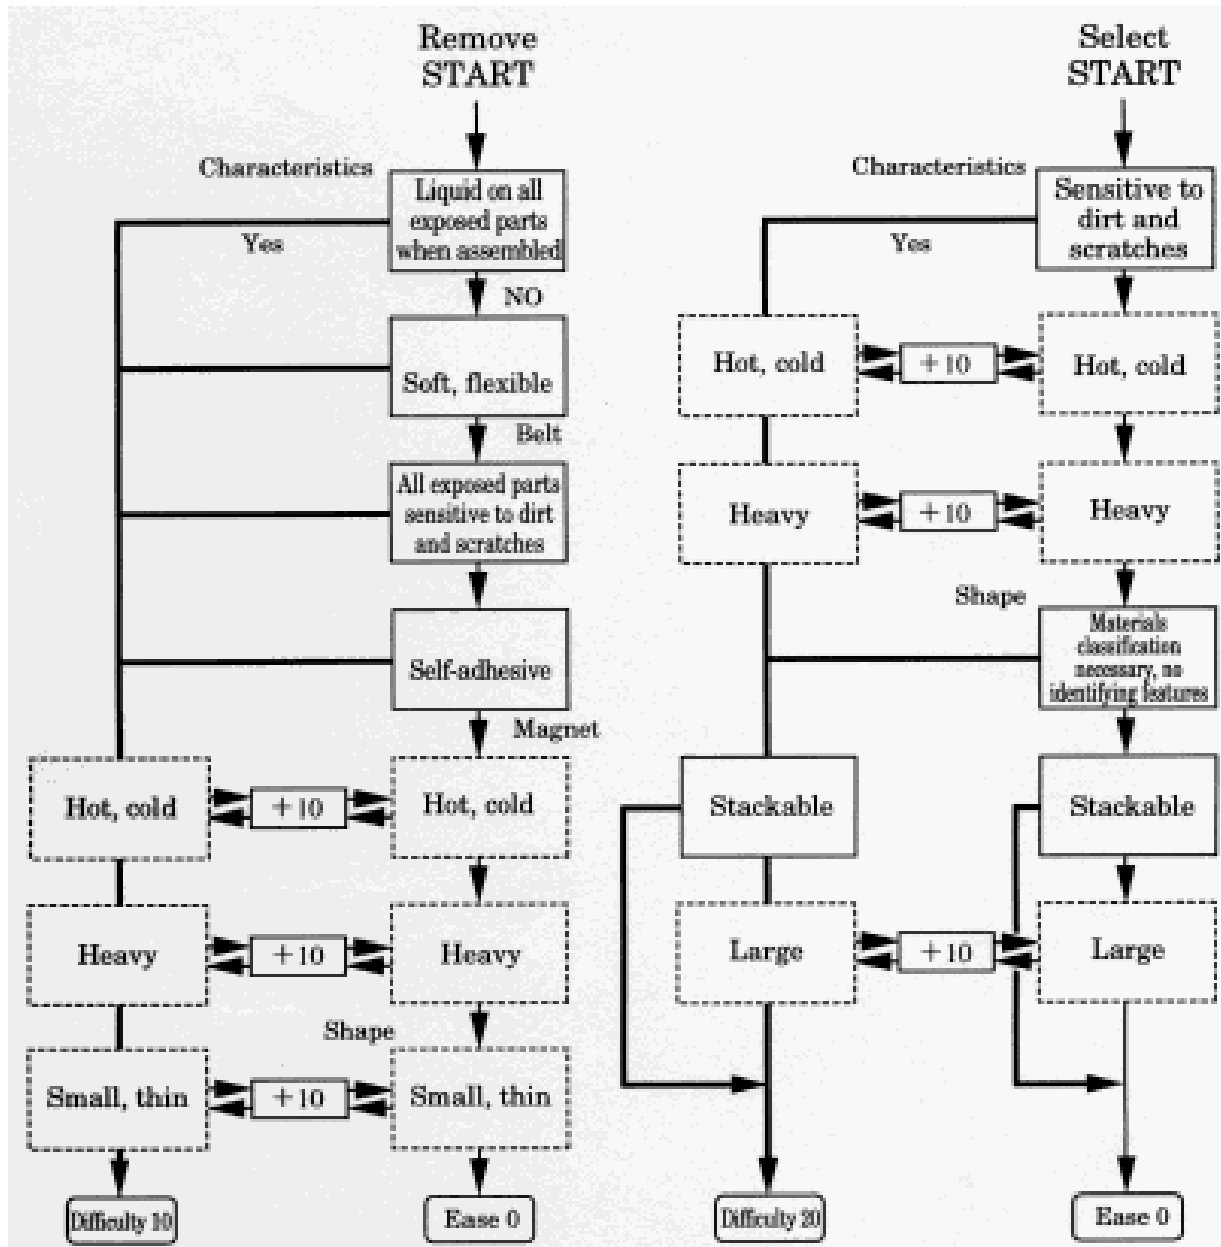 Remove
START
Characteristics
Liquid on all
exposed parts
when assembled
Yes
NO
Soft, flexible
Belt
All exposed parts
sensitive to dirt
and scratches
Self-adhesive
Magnet
Hot, cold
+10
Hot, cold
Heavy
+10
Heavy
Shape
Small, thin
+10
Small, thin
Difficulty 10
Ease 0
Select
START
Characteristics
Sensitive to
dirt and
scratches
Yes
Hot, cold
+10
Hot, cold
Heavy
+10
Heavy
Shape
Materials
classification
necessary, no
identifying features
Stackable
Stackable
Large
+10
Large
Difficulty 20
Ease 0